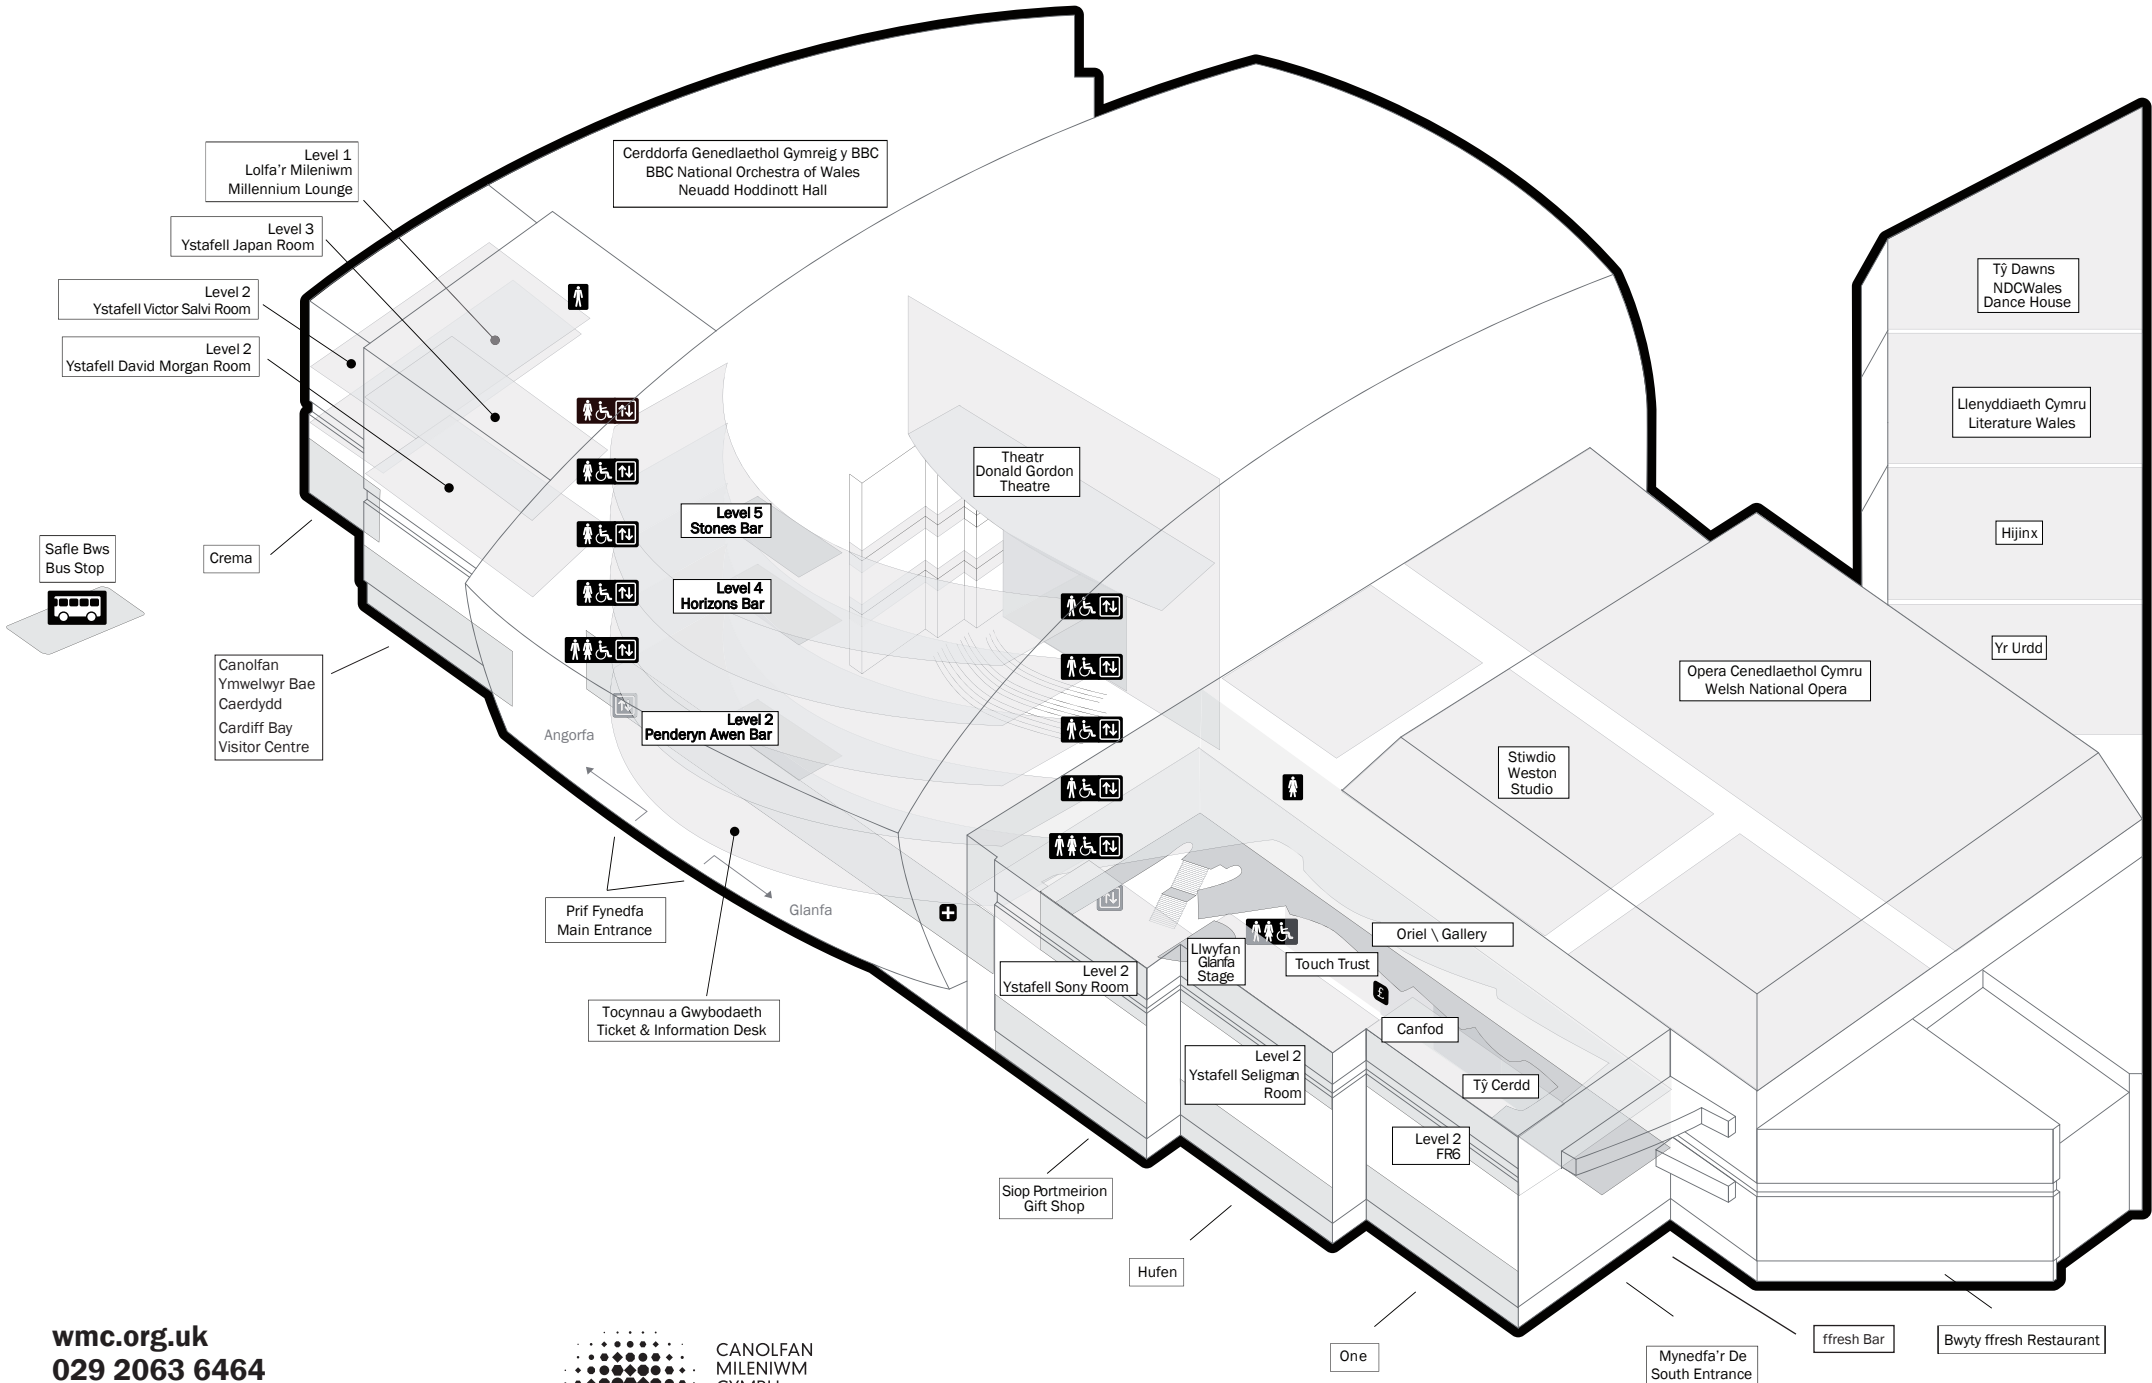 Level 1
Lolfa'r Mileniwm
Millennium Lounge
Cerddorfa Genedlaethol Gymreig y BBC
BBC National Orchestra of Wales
Neuadd Hoddinott Hall
Level 3
Ystafell Japan Room
Level 2
Ystafell Victor Salvi Room
Level 2
Ystafell David Morgan Room
Tŷ Dawns
NDCWales
Dance House
Llenyddiaeth Cymru
Literature Wales
Hijinx
Yr Urdd
Theatr
Donald Gordon
Theatre
Level 5
Stones Bar
Level 4
Horizons Bar
Level 2
Penderyn Awen Bar
Crema
Safle Bws
Bus Stop
Canolfan
Ymwelwyr Bae
Caerdydd
Cardiff Bay
Visitor Centre
Opera Cenedlaethol Cymru
Welsh National Opera
Stiwdio
Weston
Studio
Angorfa
Glanfa
Prif Fynedfa
Main Entrance
Tocynnau a Gwybodaeth
Ticket & Information Desk
Level 2
Ystafell Sony Room
Llwyfan
Glanfa
Stage
Oriel \ Gallery
Touch Trust
£
Canfod
Level 2
Ystafell Seligman
Room
Tŷ Cerdd
Level 2
FR6
Siop Portmeirion
Gift Shop
Hufen
One
Mynedfa'r De
South Entrance
ffresh Bar
Bwyty ffresh Restaurant
wmc.org.uk
029 2063 6464
CANOLFAN
MILENIWM